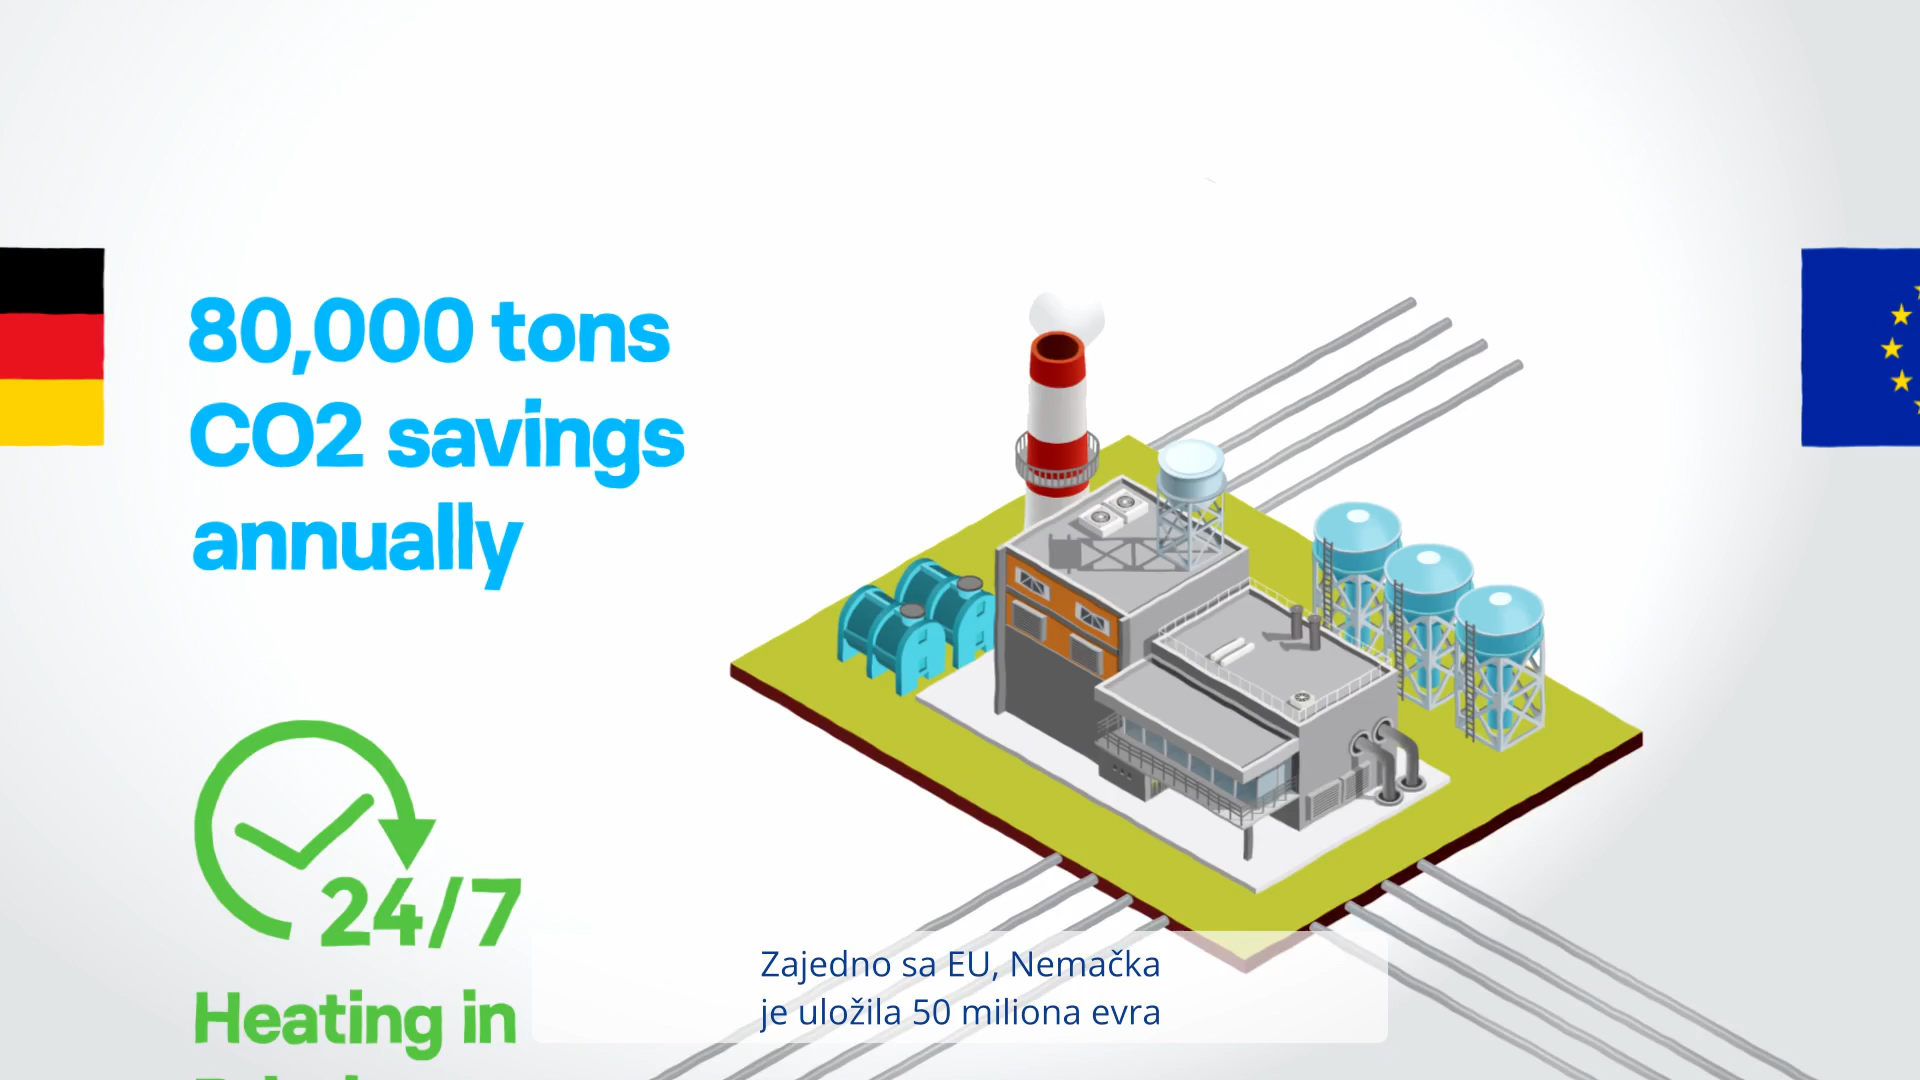 80,000 tons
CO2 savings
annually
24/7
Heating in
Zajedno sa EU, Nemačka
je uložila 50 miliona evra